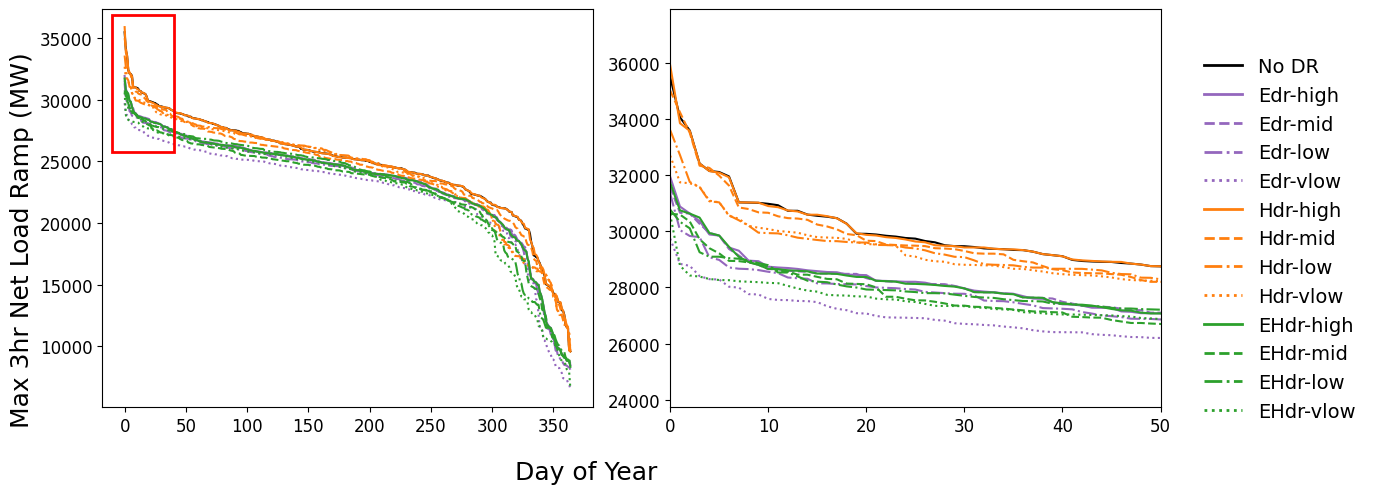 Max 3hr Net Load Ramp (MW)
35000
30000
25000
20000
15000
10000
0 50 100 150 200 250 300 350
36000
34000
32000
30000
28000
26000
24000
0 10 20 30 40 50
Day of Year
No DR
Edr-high
Edr-mid
Edr-low
Edr-vlow
Hdr-high
Hdr-mid
Hdr-low
Hdr-vlow
EHdr-high
EHdr-mid
EHdr-low
EHdr-vlow